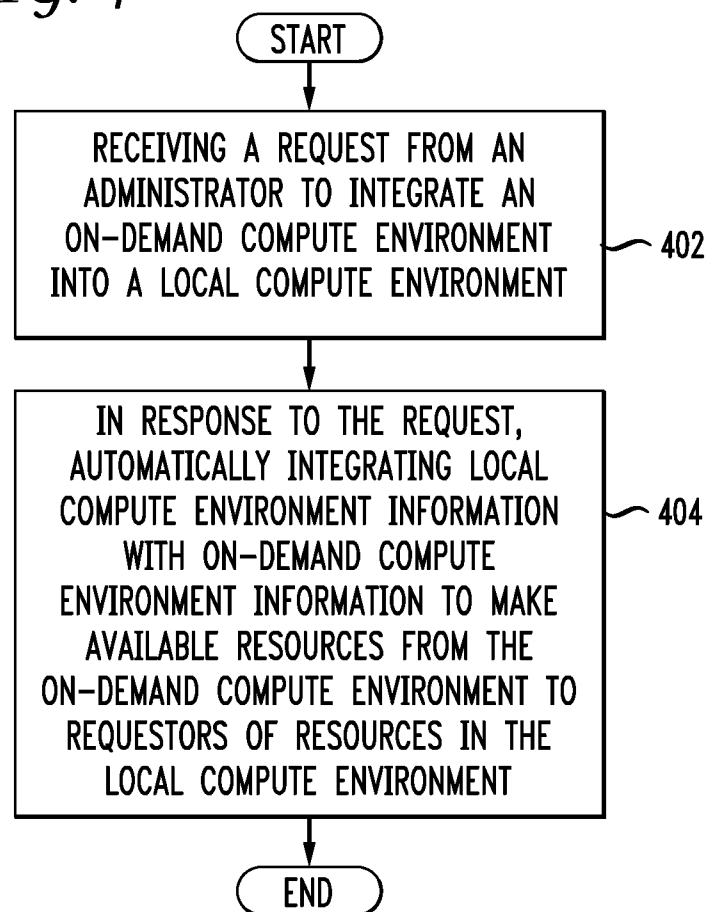 START
RECEIVING A REQUEST FROM AN
ADMINISTRATOR TO INTEGRATE AN
ON-DEMAND COMPUTE ENVIRONMENT
INTO A LOCAL COMPUTE ENVIRONMENT
402
IN RESPONSE TO THE REQUEST,
AUTOMATICALLY INTEGRATING LOCAL
COMPUTE ENVIRONMENT INFORMATION
WITH ON-DEMAND COMPUTE
ENVIRONMENT INFORMATION TO MAKE
AVAILABLE RESOURCES FROM THE
ON-DEMAND COMPUTE ENVIRONMENT TO
REQUESTORS OF RESOURCES IN THE
LOCAL COMPUTE ENVIRONMENT
404
END